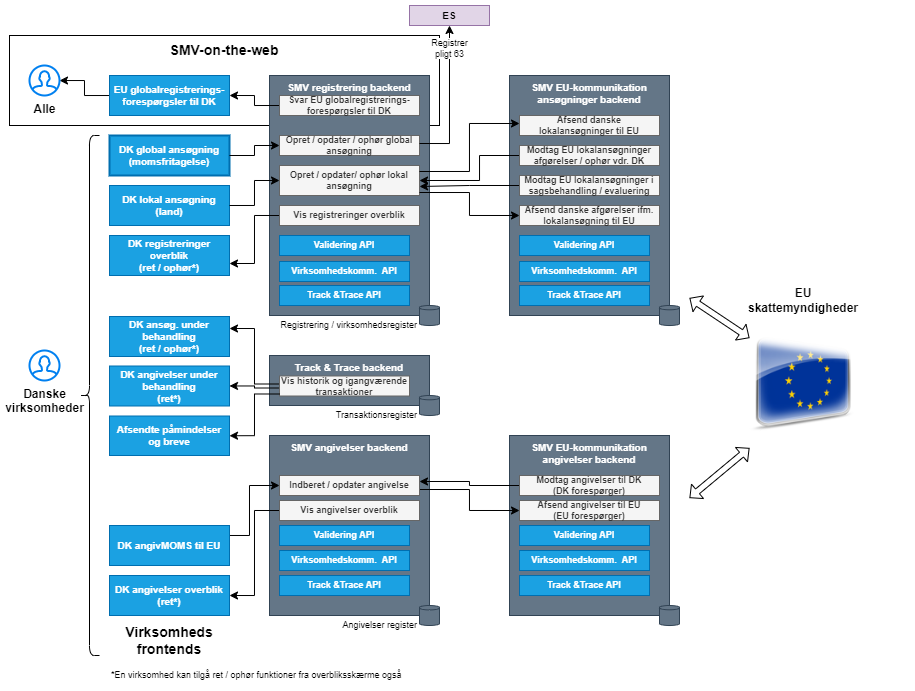 ES
Registrer
pligt 63
SMV-on-the-web
Alle
EU globalregistrerings-
forespørgsler til DK
SMV registrering backend
Svar EU globalregistrerings-
forespørgsler til DK
Opret / opdater / ophør global
ansøgning
Opret / opdater/ ophør lokal
ansøgning
Vis registreringer overblik
Validering API
Virksomhedskomm. API
Track &Trace API
Registrering / virksomhedsregister
SMV EU-kommunikation
ansøgninger backend
Afsend danske
lokalansøgninger til EU
Modtag EU lokalansøgninger
afgørelser / ophør vdr. DK
Modtag EU lokalansøgninger i
sagsbehandling / evaluering
Afsend danske afgørelser ifm.
lokalansøgning til EU
Validering API
Virksomhedskomm. API
Track &Trace API
DK global ansøgning
(momsfritagelse)
DK lokal ansøgning
(land)
DK registreringer
overblik
(ret / ophør*)
DK ansøg. under
behandling
(ret / ophør*)
DK angivelser under
behandling
(ret*)
Afsendte påmindelser
og breve
Danske
virksomheder
Track & Trace backend
Vis historik og igangværende
transaktioner
Transaktionsregister
EU
skattemyndigheder
SMV angivelser backend
Indberet / opdater angivelse
Vis angivelser overblik
Validering API
Virksomhedskomm. API
Track &Trace API
Angivelser register
SMV EU-kommunikation
angivelser backend
Modtag angivelser til DK
(DK forespørger)
Afsend angivelser til EU
(EU forespørger)
Validering API
Virksomhedskomm. API
Track &Trace API
DK angivMOMS til EU
DK angivelser overblik
(ret*)
Virksomheds
frontends
*En virksomhed kan tilgå ret / ophør funktioner fra overbliksskærme også